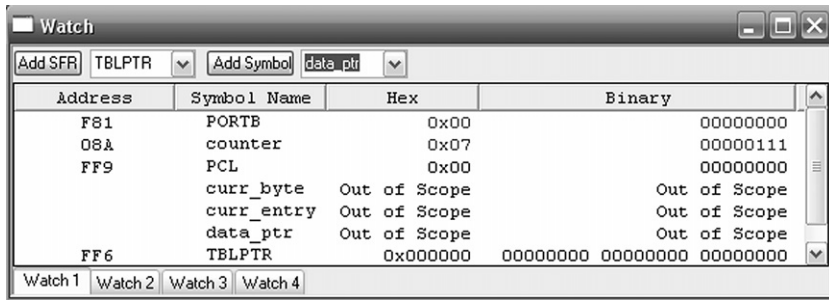 Watch
Add SFR TBLPTR Add Symbol data_ptr
Address Symbol Name Hex Binary
F81 PORTB 0x00 00000000
08A counter 0x07 00000111
FF9 PCL 0x00 00000000
curr_byte Out of Scope Out of Scope
curr_entry Out of Scope Out of Scope
data_ptr Out of Scope Out of Scope
FF6 TBLPTR 0x000000 00000000 00000000 00000000
Watch 1 Watch 2 Watch 3 Watch 4